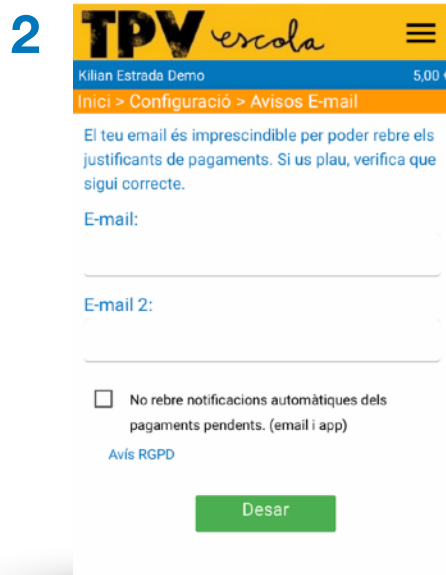 2
TPV escola
Kilian Estrada Demo 5,00 €
Inici > Configuració > Avisos E-mail
El teu email és imprescindible per poder rebre els
justificants de pagaments. Si us plau, verifica que
sigui correcte.
E-mail:
E-mail 2:
No rebre notificacions automàtiques dels
pagaments pendents. (email i app)
Avís RGPD
Desar